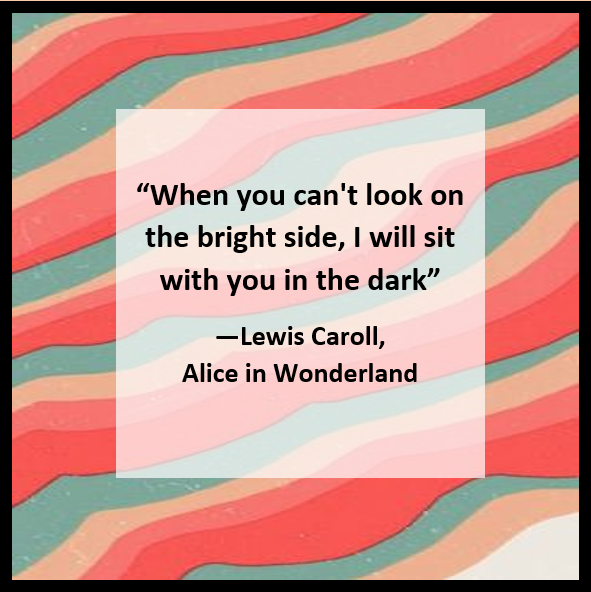 “When you can't look on
the bright side, I will sit
with you in the dark”
—Lewis Caroll,
Alice in Wonderland